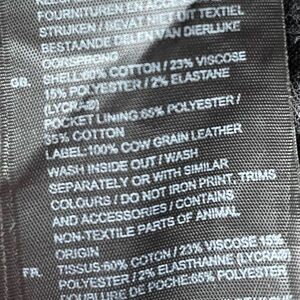 FOURNITUREN EN ACCES
STRIJKEN / BEVAT NIET UIT TEXTIEL
BESTAANDE DELEN VAN DIERLIJKE
OORSPRONG
GB. SHELL:60% COTTON / 23% VISCOSE
15% POLYESTER / 2% ELASTANE
(LYCRA®)
POCKET LINING:65% POLYESTER /
35% COTTON
LABEL:100% COW GRAIN LEATHER
WASH INSIDE OUT / WASH
SEPARATELY OR WITH SIMILAR
COLOURS / DO NOT IRON PRINT, TRIMS
AND ACCESSORIES / CONTAINS
NON-TEXTILE PARTS OF ANIMAL
ORIGIN
FR. TISSUS:60% COTON / 23% VISCOSE 15%
POLYESTER / 2% ELASTHANNE (LYCRA®)
DOUBLURE DE POCHE:65% POLYESTER